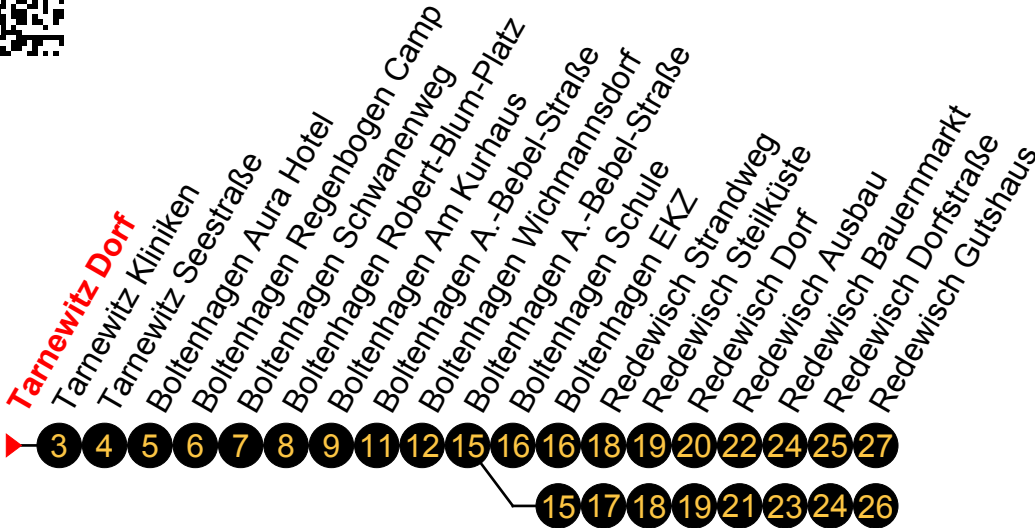 Tarnewitz Dorf
Tarnewitz Kliniken
Tarnewitz Seestraße
Boltenhagen Aura Hotel
Boltenhagen Regenbogen Camp
Boltenhagen Schwanenweg
Boltenhagen Robert-Blum-Platz
Boltenhagen Am Kurhaus
Boltenhagen A.-Bebel-Straße
Boltenhagen Wichmannsdorf
Boltenhagen A.-Bebel-Straße
Boltenhagen Schule
Boltenhagen EKZ
Redewisch Strandweg
Redewisch Steilküste
Redewisch Dorf
Redewisch Ausbau
Redewisch Bauernmarkt
Redewisch Dorfstraße
Redewisch Gutshaus
3 4 5 6 7 8 9 11 12 15 16 16 18 19 20 22 24 25 27
15 17 18 19 21 23 24 26